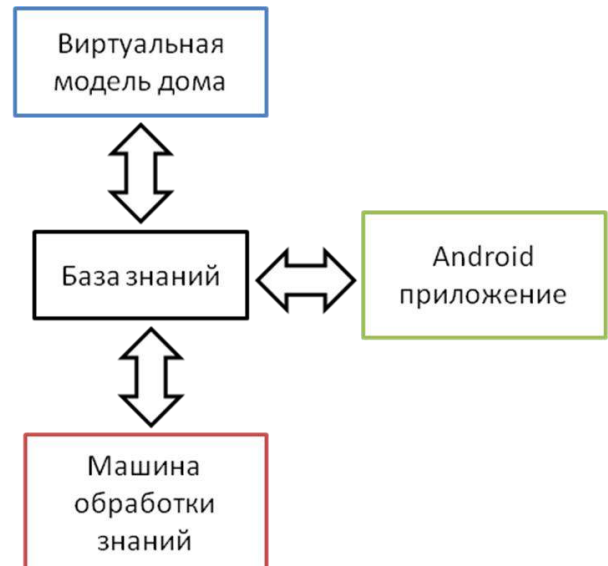 Виртуальная
модель дома
База знаний
Android
приложение
Машина
обработки
знаний